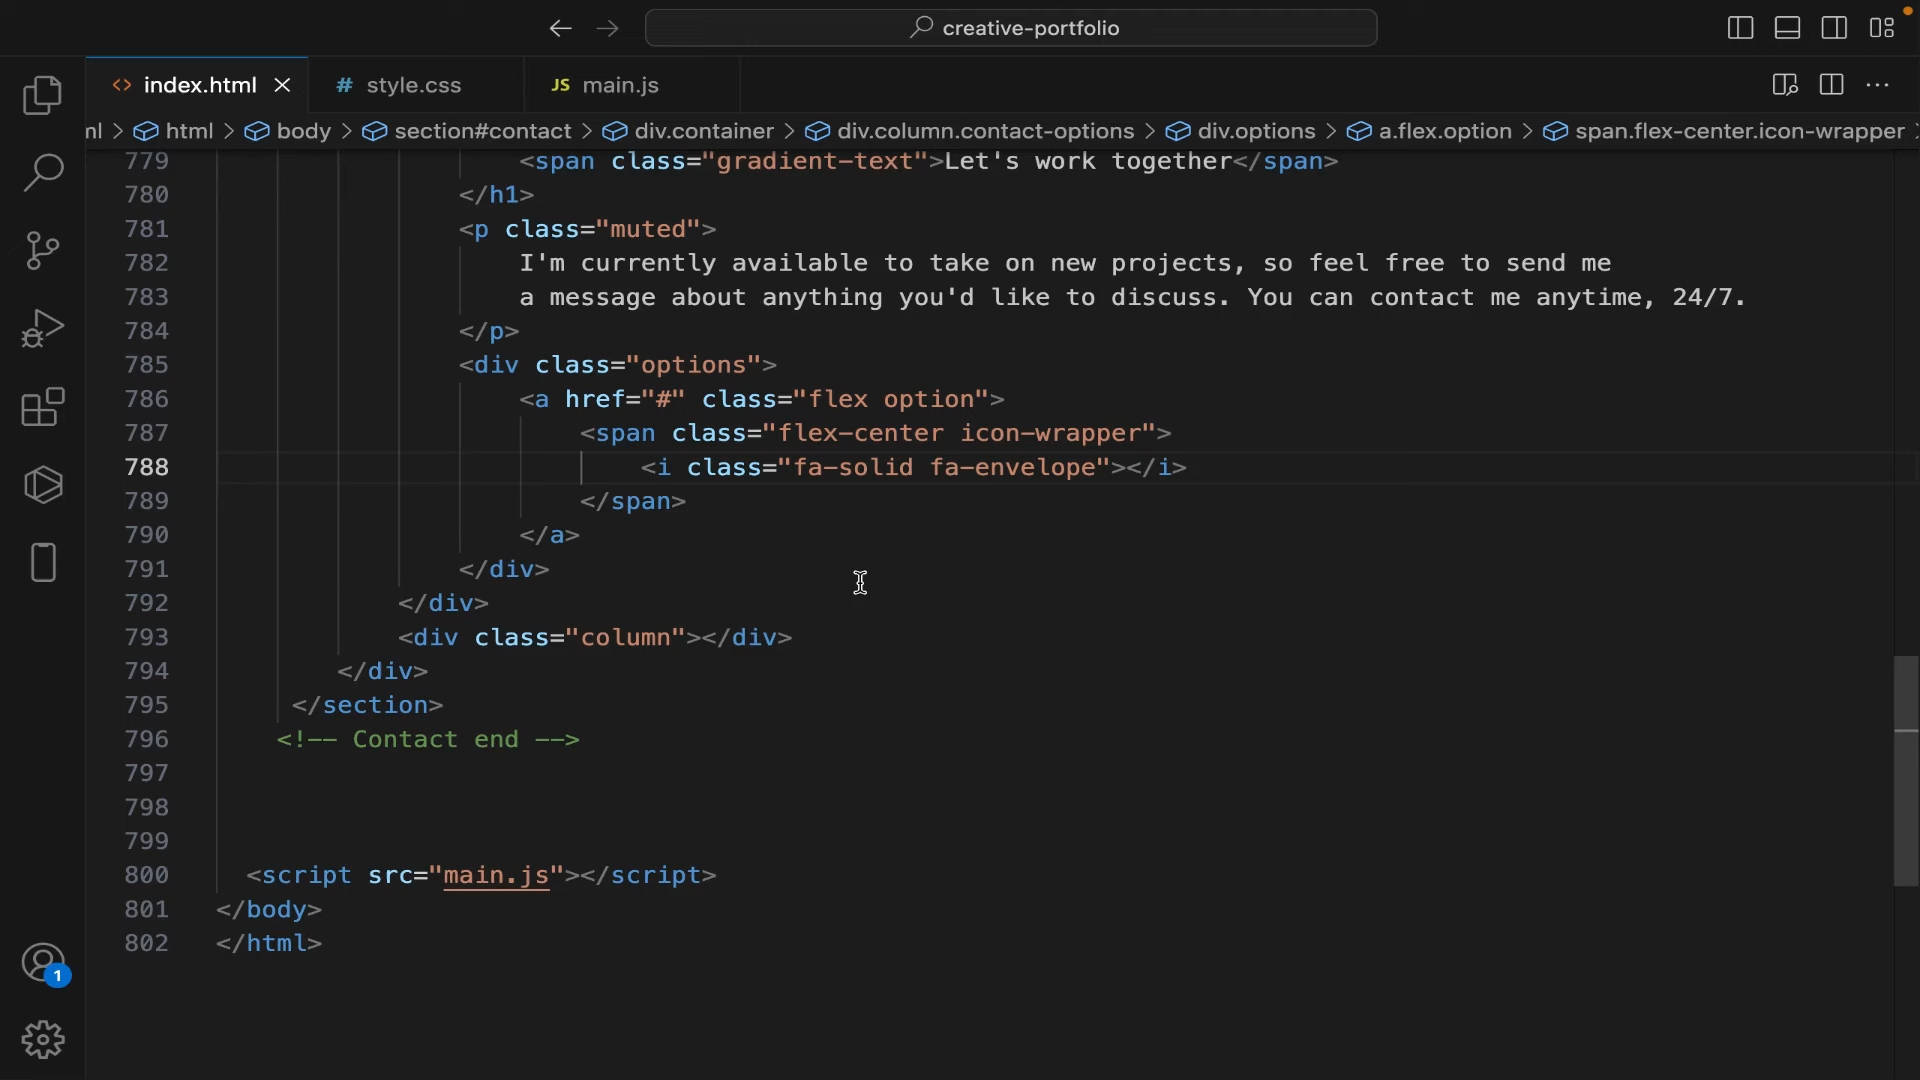 creative-portfolio
<> index.html
# style.css
JS main.js
ml > html > body > section#contact > div.container > div.column.contact-options > div.options > a.flex.option > span.flex-center.icon-wrapper >
779 <span class="gradient-text">Let's work together</span>
780 </h1>
781 <p class="muted">
782 I'm currently available to take on new projects, so feel free to send me
783 a message about anything you'd like to discuss. You can contact me anytime, 24/7.
784 </p>
785 <div class="options">
786 <a href="#" class="flex option">
787 <span class="flex-center icon-wrapper">
788 <i class="fa-solid fa-envelope"></i>
789 </span>
790 </a>
791 </div>
792 </div>
793 <div class="column"></div>
794 </div>
795 </section>
796 <!-- Contact end -->
797
798
799
800 <script src="main.js"></script>
801 </body>
802 </html>
1